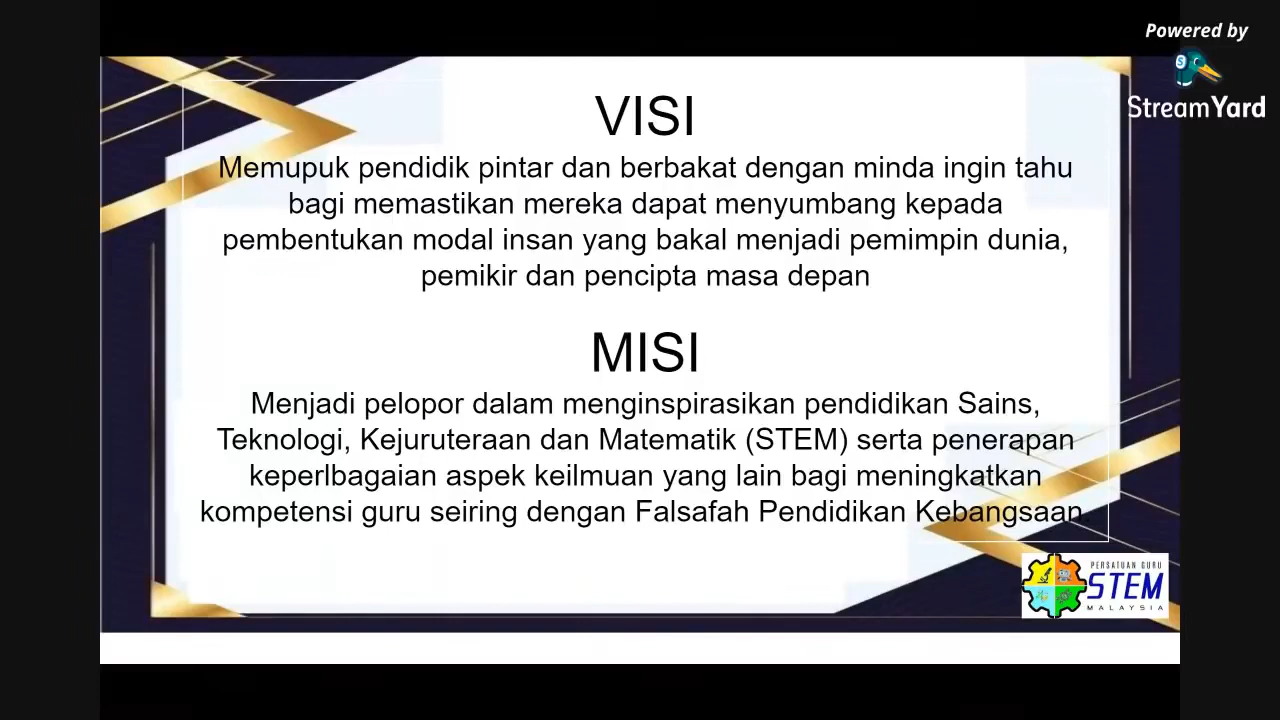 Powered by
StreamYard
VISI
Memupuk pendidik pintar dan berbakat dengan minda ingin tahu
bagi memastikan mereka dapat menyumbang kepada
pembentukan modal insan yang bakal menjadi pemimpin dunia,
pemikir dan pencipta masa depan
MISI
Menjadi pelopor dalam menginspirasikan pendidikan Sains,
Teknologi, Kejuruteraan dan Matematik (STEM) serta penerapan
keperlbagaian aspek keilmuan yang lain bagi meningkatkan
kompetensi guru seiring dengan Falsafah Pendidikan Kebangsaan.
PERSATUAN GURU
STEM
MALAYSIA